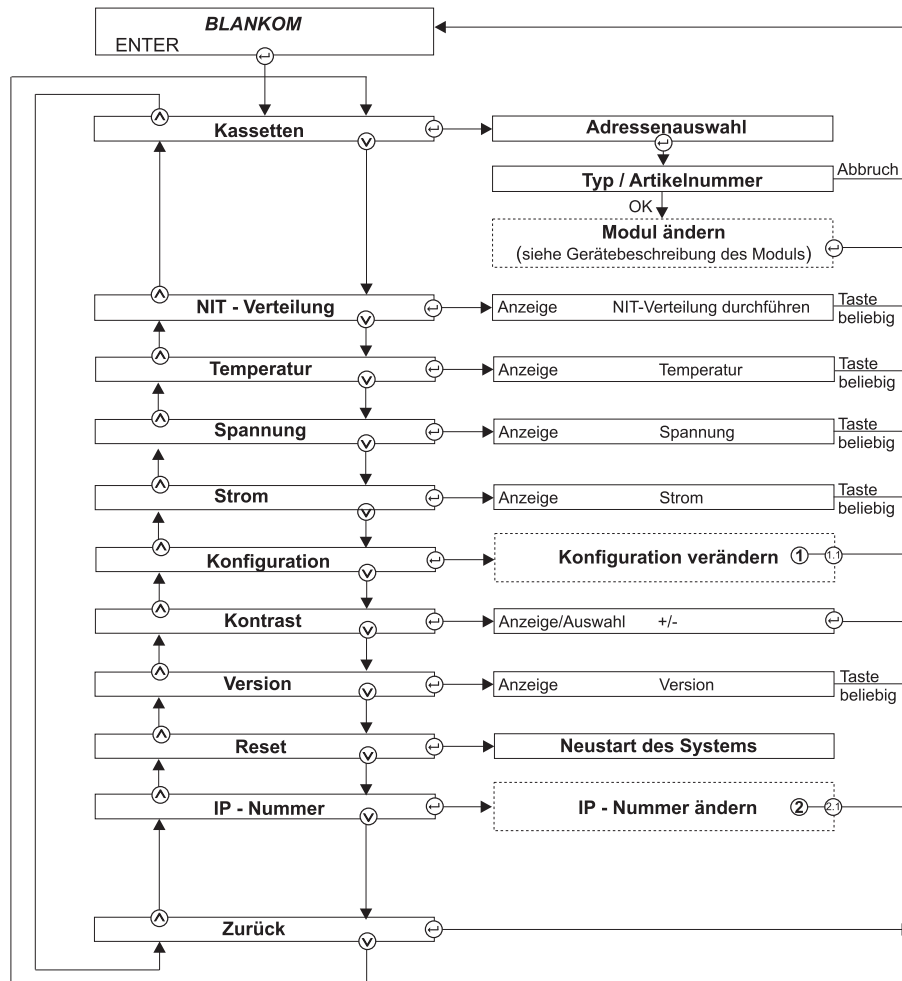 BLANKOM
ENTER
Kassetten
Adressenauswahl
Typ / Artikelnummer
Abbruch
OK
Modul ändern
(siehe Gerätebeschreibung des Moduls)
NIT - Verteilung
Anzeige NIT-Verteilung durchführen
Taste
beliebig
Temperatur
Anzeige Temperatur
Taste
beliebig
Spannung
Anzeige Spannung
Taste
beliebig
Strom
Anzeige Strom
Taste
beliebig
Konfiguration
Konfiguration verändern 1 1.1
Kontrast
Anzeige/Auswahl +/-
Version
Anzeige Version
Taste
beliebig
Reset
Neustart des Systems
IP - Nummer
IP - Nummer ändern 2 2.1
Zurück